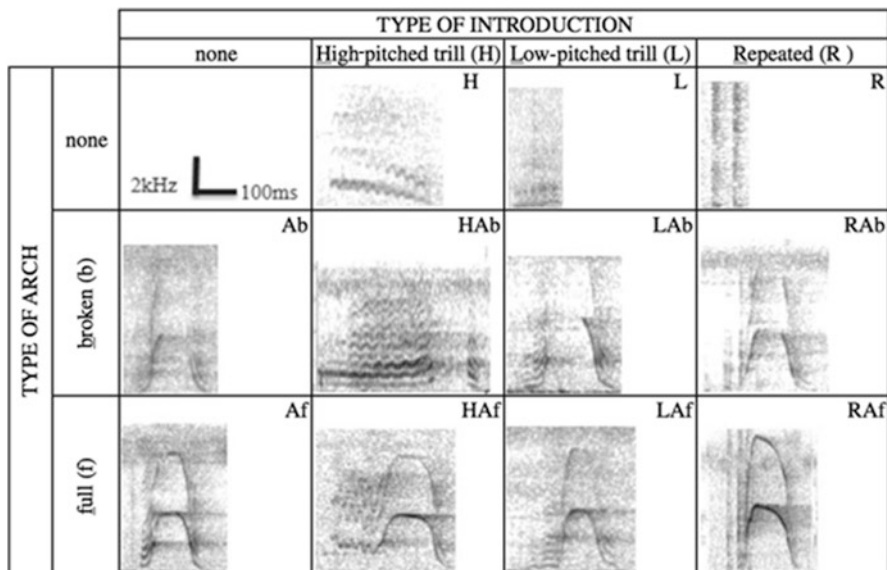 TYPE OF INTRODUCTION
none High-pitched trill (H) Low-pitched trill (L) Repeated (R )
TYPE OF ARCH
none
H
L
R
2kHz
100ms
broken (b)
Ab
HAb
LAb
RAb
full (f)
Af
HAf
LAf
RAf